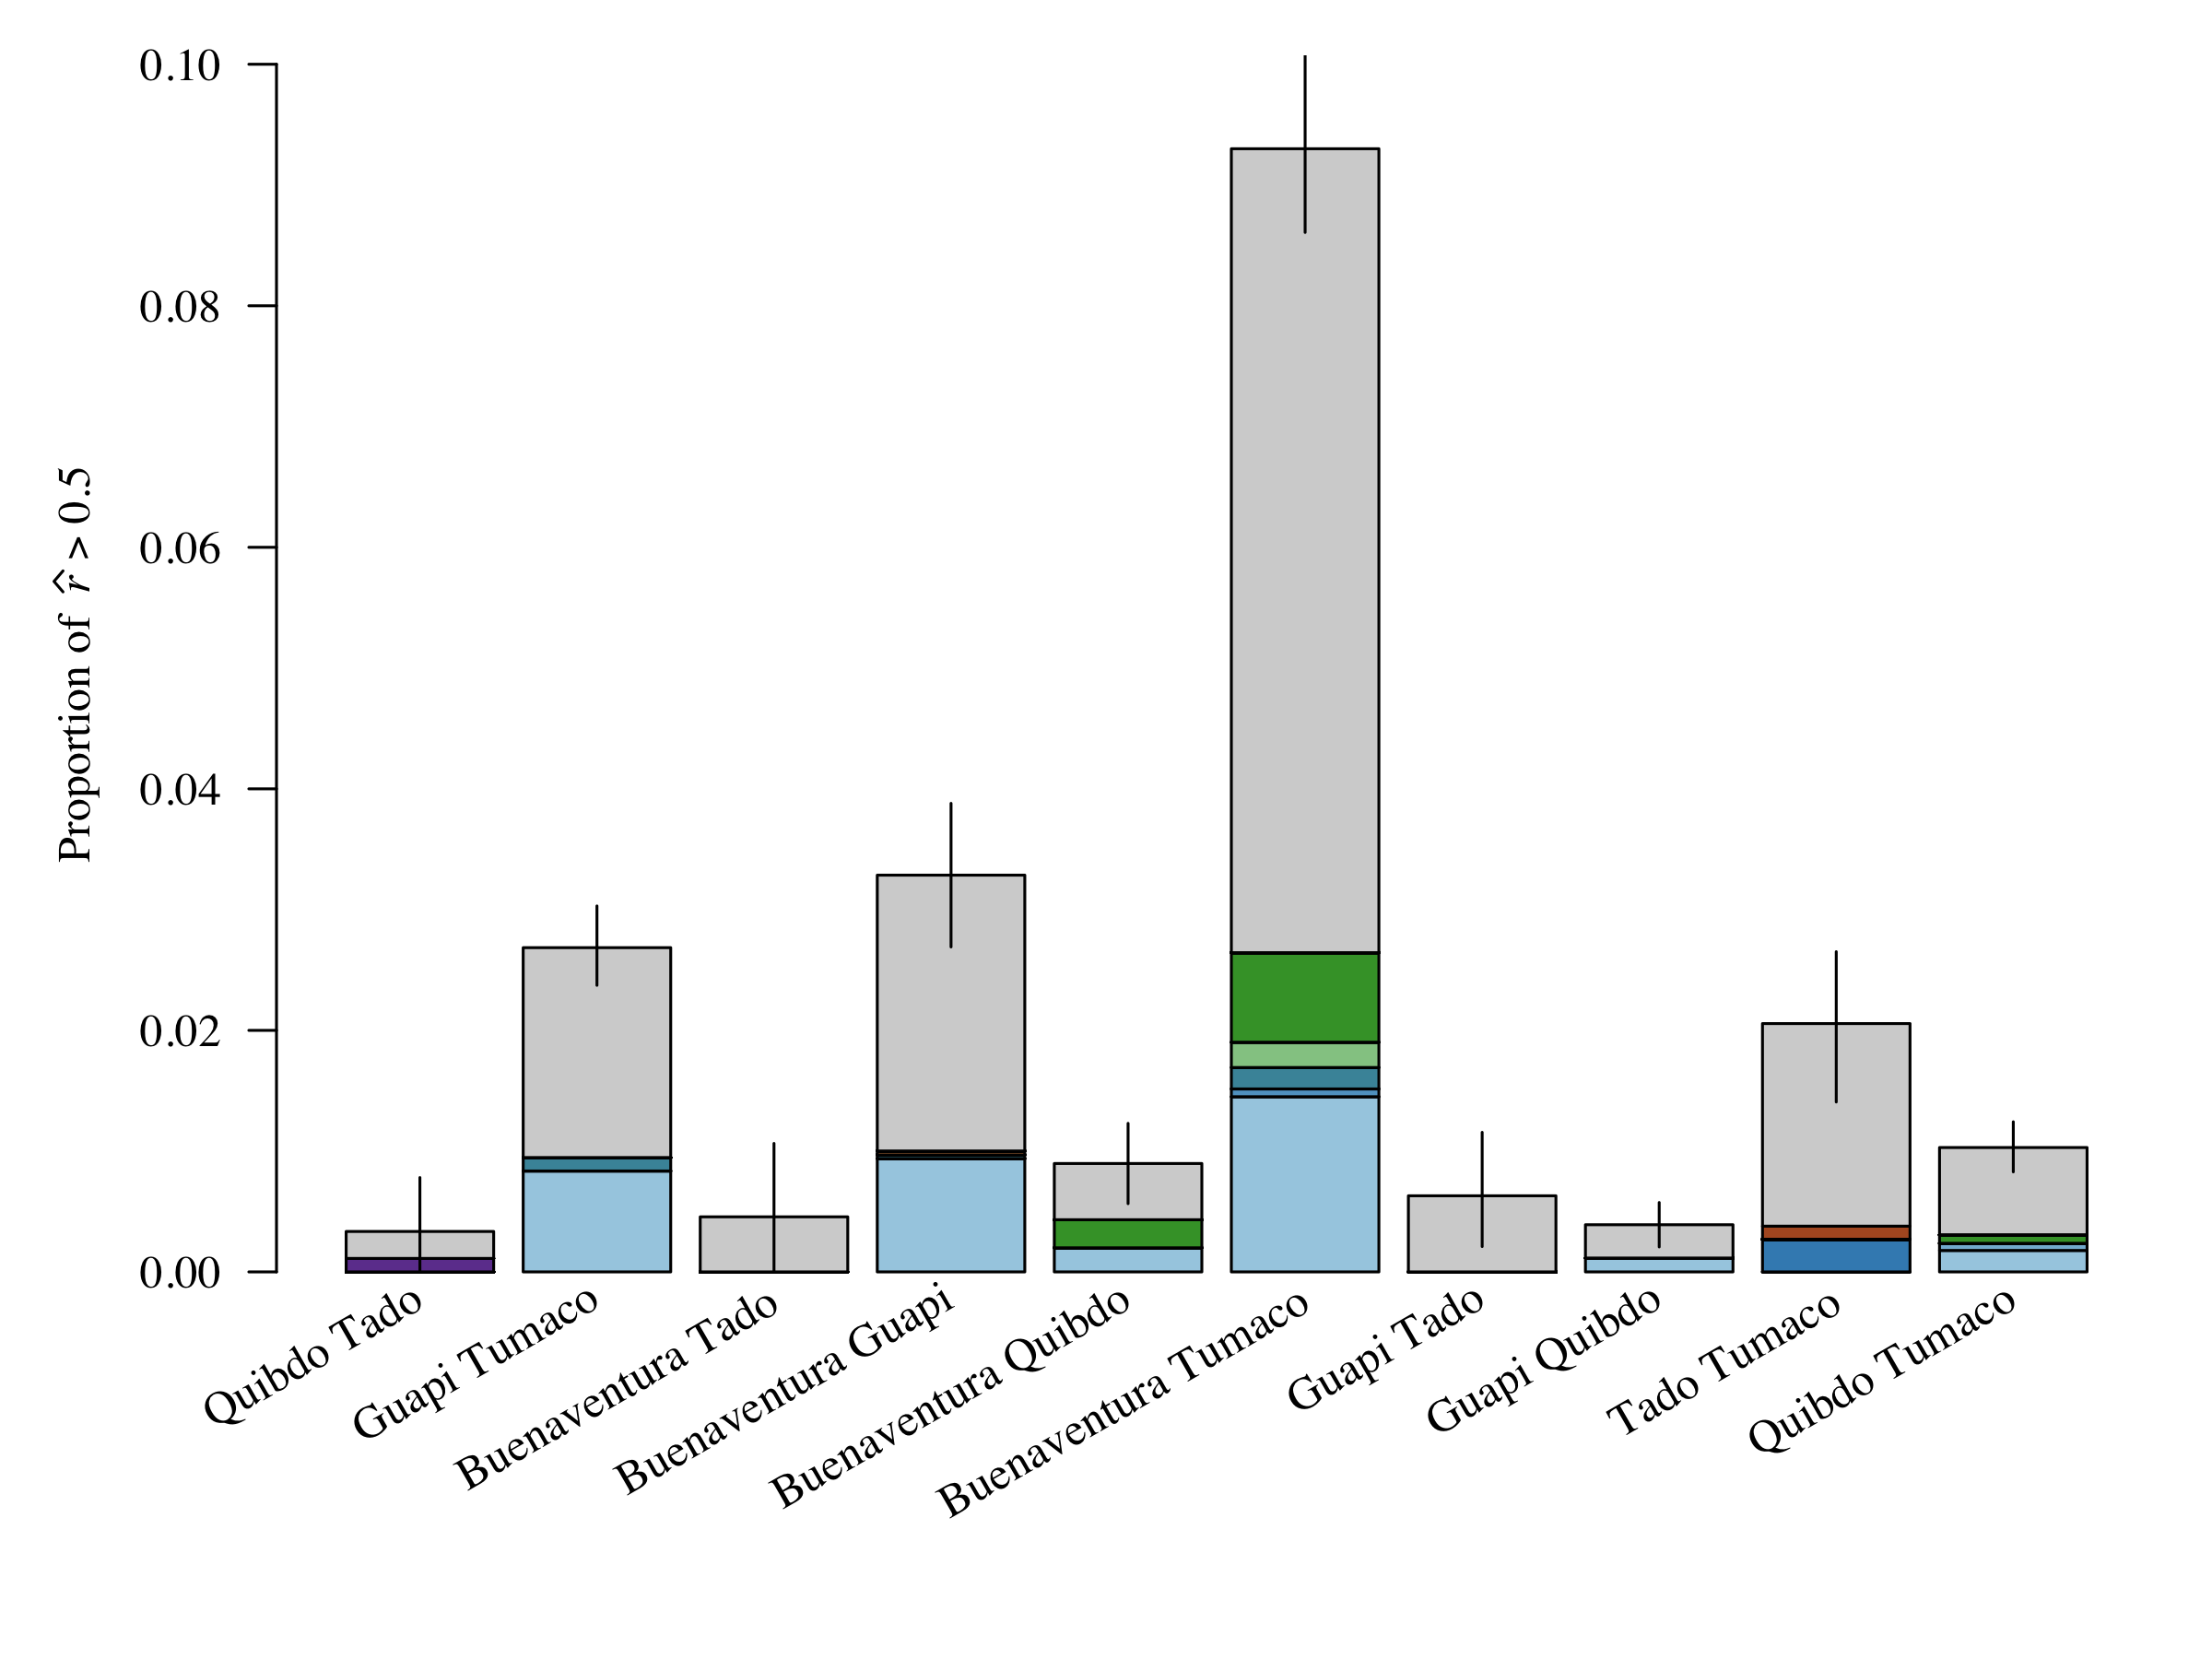 0.10
0.08
0.06
0.04
0.02
0.00
Proportion of r̂ > 0.5
Quibdo Tado
Guapi Tumaco
Buenaventura Tado
Buenaventura Guapi
Buenaventura Quibdo
Buenaventura Tumaco
Guapi Tado
Guapi Quibdo
Tado Tumaco
Quibdo Tumaco